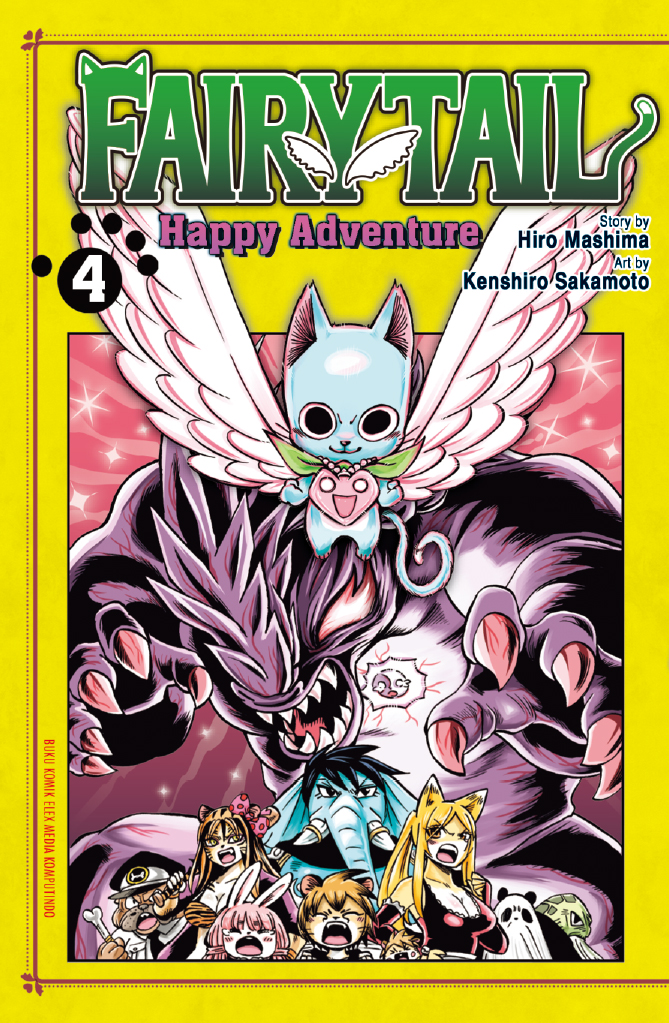 FAIRY TAIL
Happy Adventure
Story by
Hiro Mashima
Art by
Kenshiro Sakamoto
4
BUKU KOMIK ELEX MEDIA KOMPUTINDO